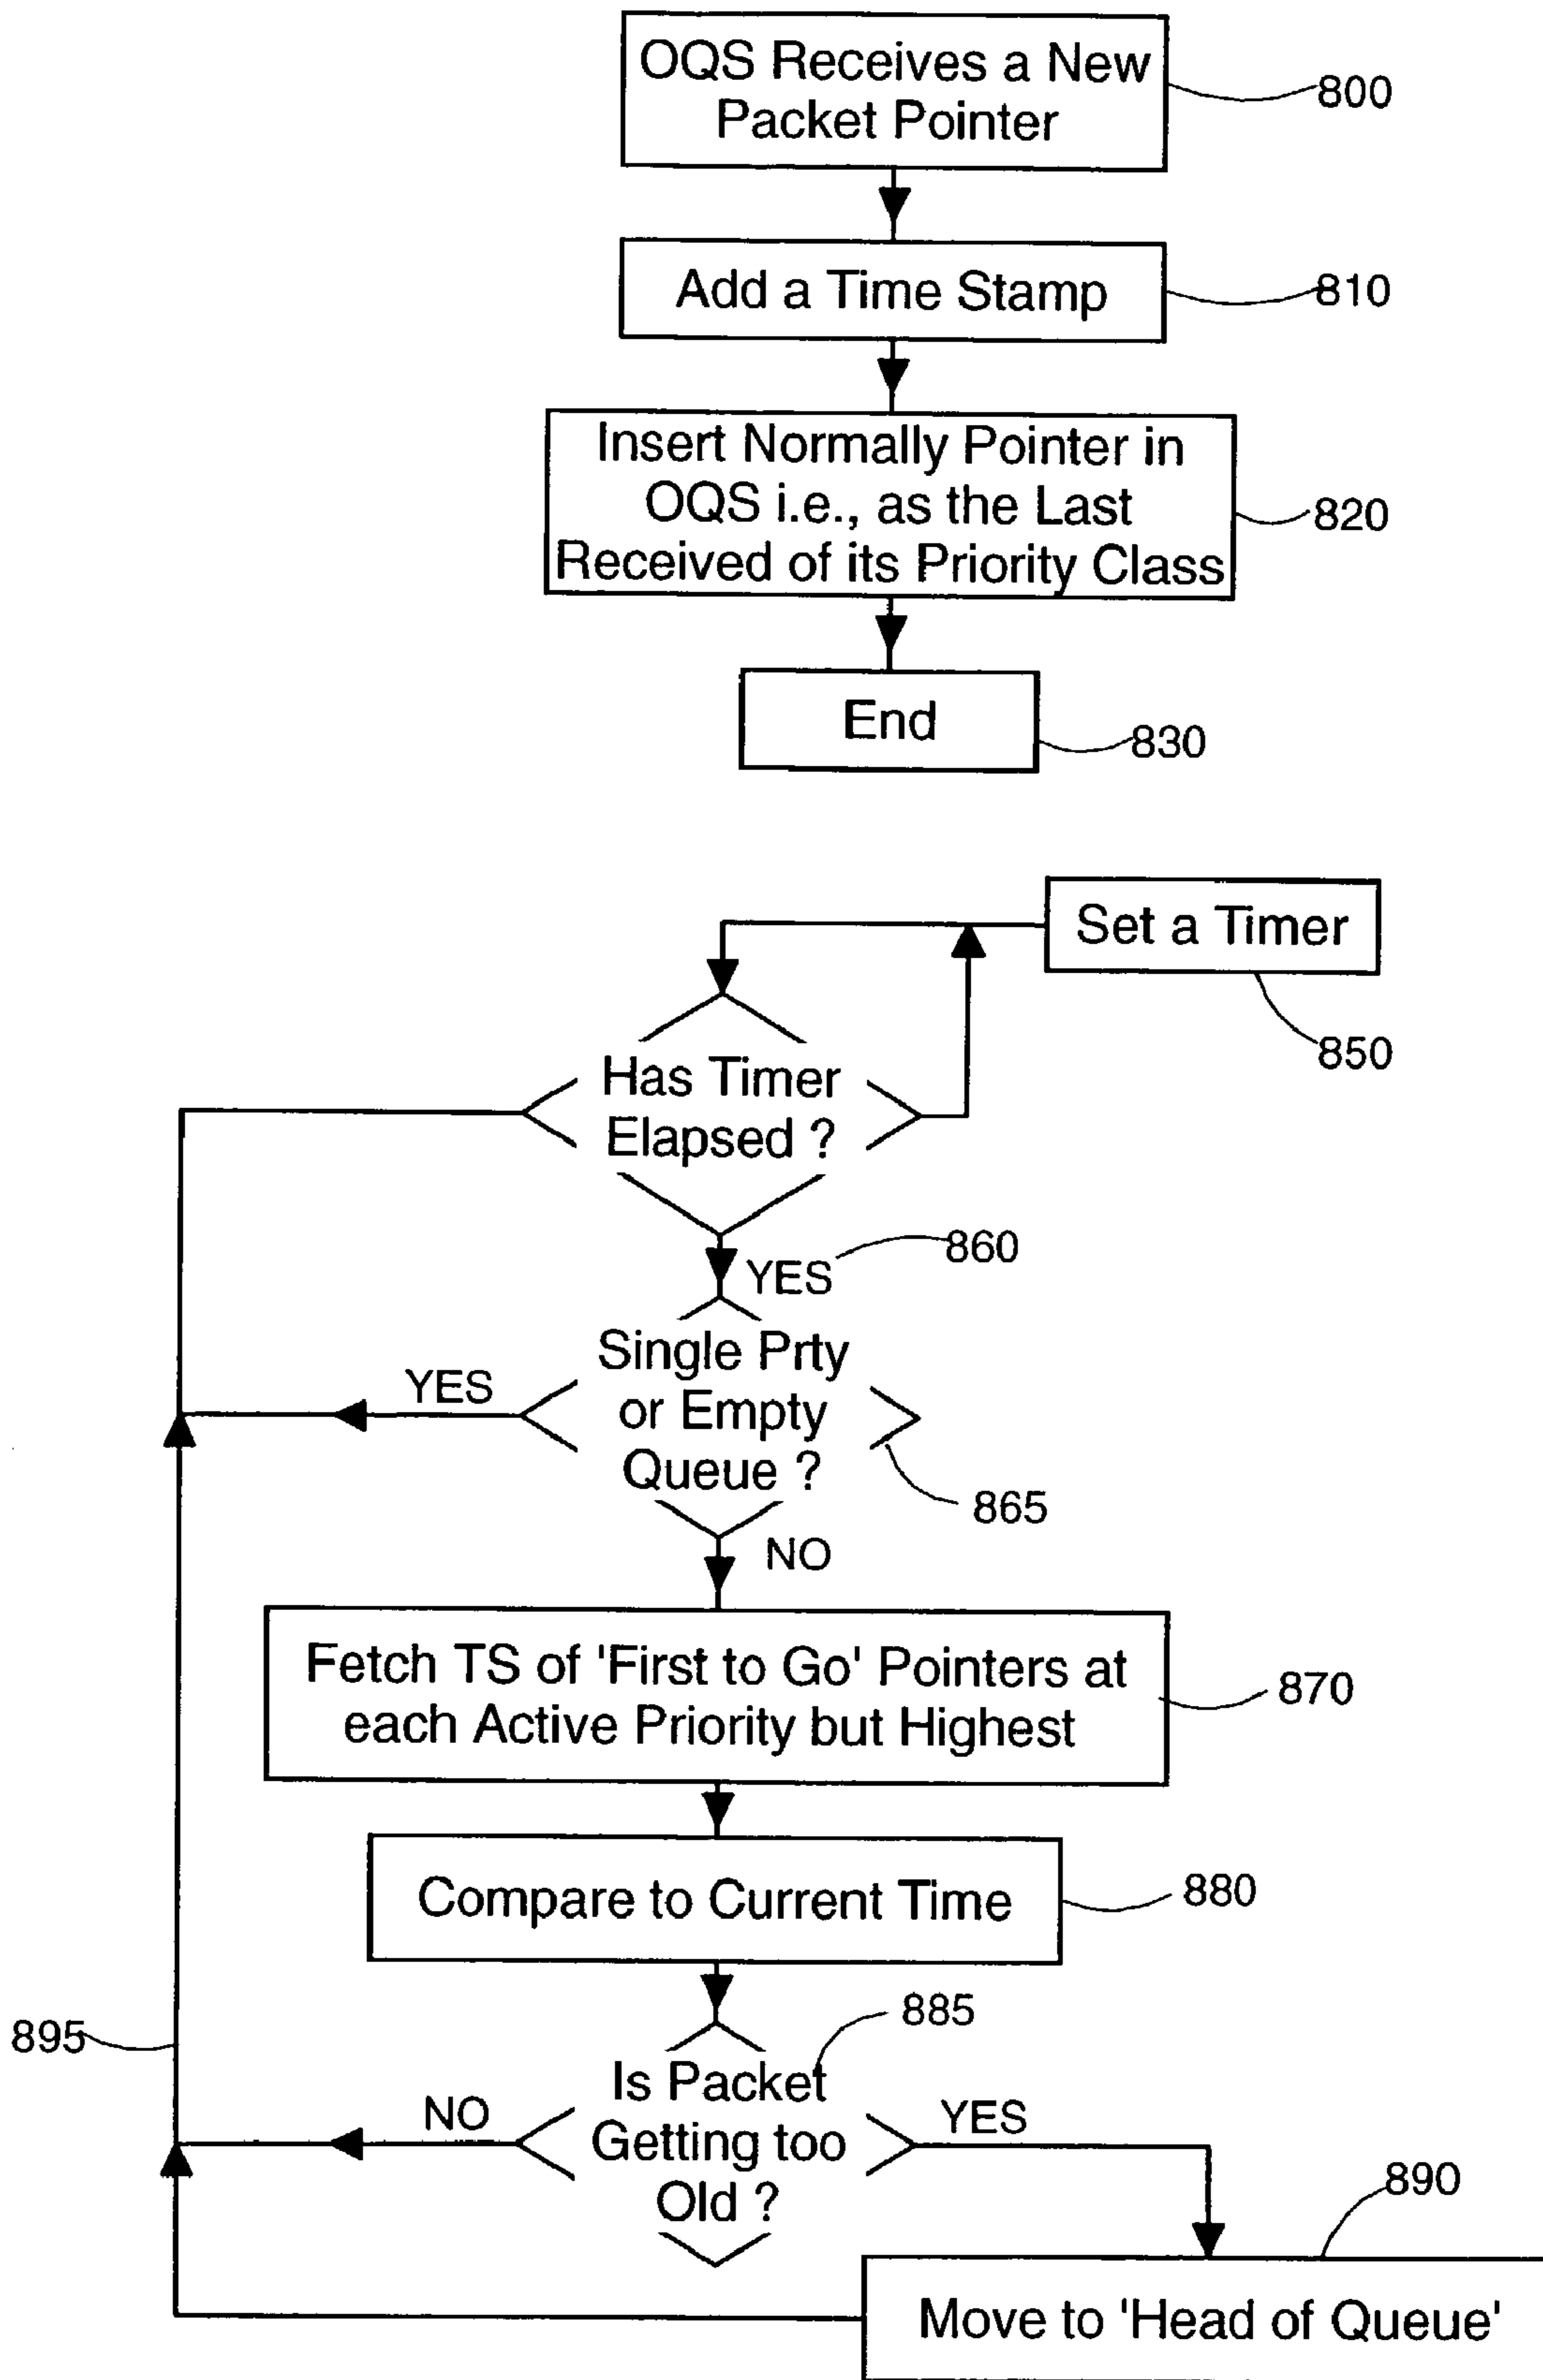 OQS Receives a New
Packet Pointer
800
Add a Time Stamp
810
Insert Normally Pointer in
OQS i.e., as the Last
Received of its Priority Class
820
End
830
Set a Timer
850
Has Timer
Elapsed ?
860
YES
Single Prty
or Empty
Queue ?
YES
865
NO
Fetch TS of 'First to Go' Pointers at
each Active Priority but Highest
870
Compare to Current Time
880
885
895
Is Packet
Getting too
Old ?
NO
YES
890
Move to 'Head of Queue'